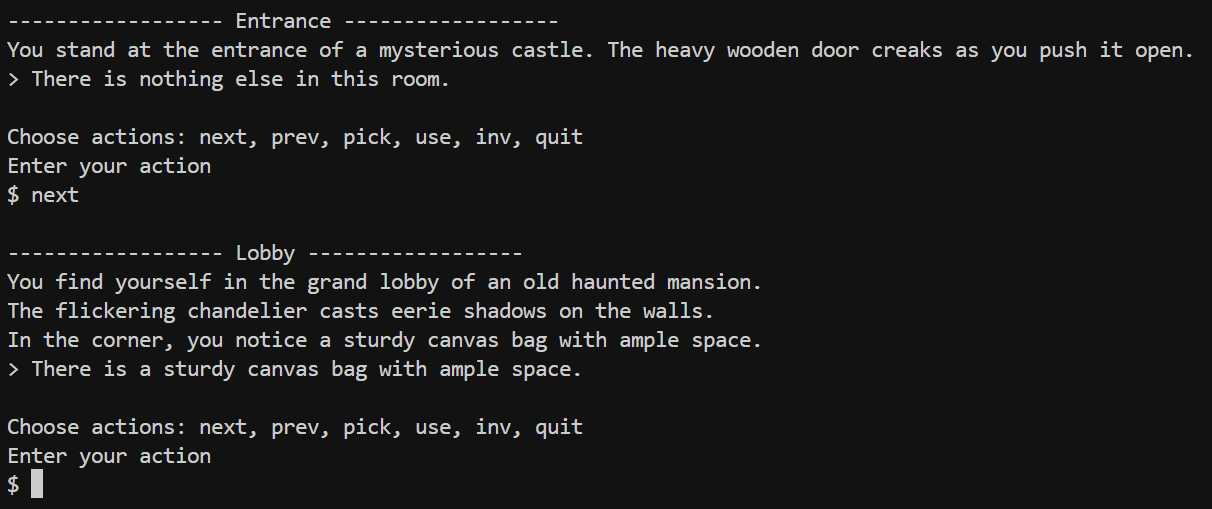 ------------------ Entrance ------------------
You stand at the entrance of a mysterious castle. The heavy wooden door creaks as you push it open.
> There is nothing else in this room.

Choose actions: next, prev, pick, use, inv, quit
Enter your action
$ next

------------------ Lobby ------------------
You find yourself in the grand lobby of an old haunted mansion.
The flickering chandelier casts eerie shadows on the walls.
In the corner, you notice a sturdy canvas bag with ample space.
> There is a sturdy canvas bag with ample space.

Choose actions: next, prev, pick, use, inv, quit
Enter your action
$